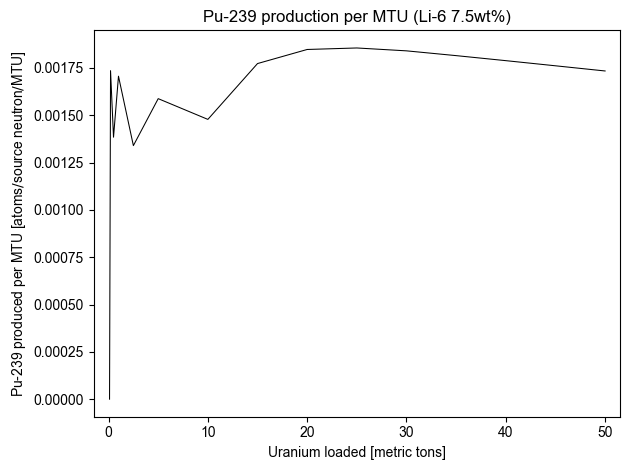 Pu-239 production per MTU (Li-6 7.5wt%)
Pu-239 produced per MTU [atoms/source neutron/MTU]
0.00175
0.00150
0.00125
0.00100
0.00075
0.00050
0.00025
0.00000
0 10 20 30 40 50
Uranium loaded [metric tons]